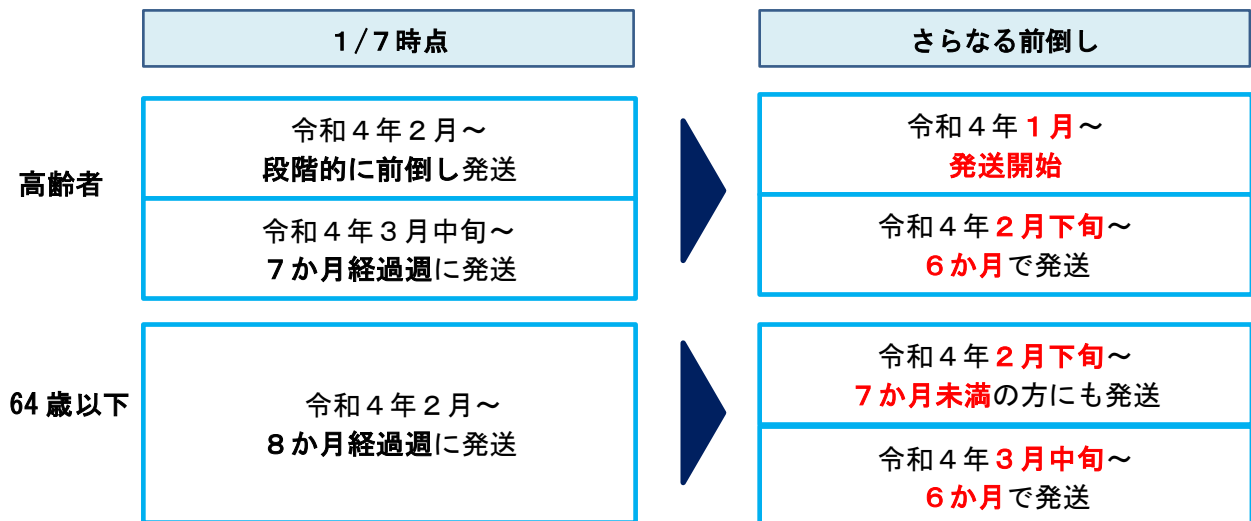 1/7時点
さらなる前倒し
高齢者
令和４年２月～
段階的に前倒し発送
令和４年３月中旬～
７か月経過週に発送
令和４年１月～
発送開始
令和４年２月下旬～
６か月で発送
64歳以下
令和４年２月～
８か月経過週に発送
令和４年２月下旬～
７か月未満の方にも発送
令和４年３月中旬～
６か月で発送